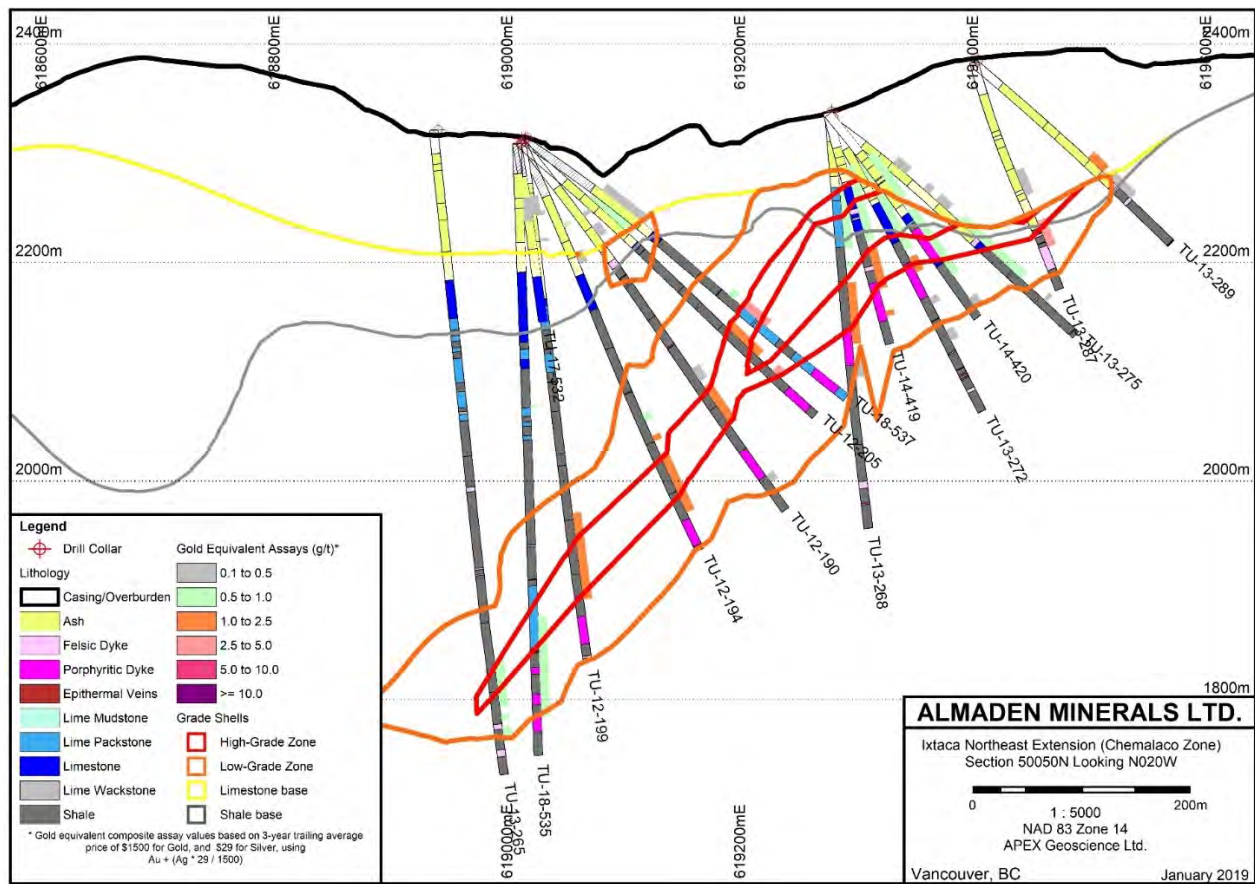 2400m
618600mE
618800mE
619000mE
619200mE
619600mE
2400m
2200m
2200m
2000m
2000m
1800m
TU-13-289
TU-13-287
TU-13-275
TU-14-420
TU-17-532
TU-14-419
TU-18-537
TU-12-205
TU-13-272
TU-12-190
TU-13-268
TU-12-194
TU-12-199
TU-18-535
TU-13-265
619000mE
619200mE
Legend
Drill Collar
Lithology
Casing/Overburden
Ash
Felsic Dyke
Porphyritic Dyke
Epithermal Veins
Lime Mudstone
Lime Packstone
Limestone
Lime Wackstone
Shale
Gold Equivalent Assays (g/t)*
0.1 to 0.5
0.5 to 1.0
1.0 to 2.5
2.5 to 5.0
5.0 to 10.0
>= 10.0
Grade Shells
High-Grade Zone
Low-Grade Zone
Limestone base
Shale base
* Gold equivalent composite assay values based on 3-year trailing average
price of $1500 for Gold, and $29 for Silver, using
Au + (Ag * 29 / 1500)
ALMADEN MINERALS LTD.
Ixtaca Northeast Extension (Chemalaco Zone)
Section 50050N Looking N020W
0
200m
1 : 5000
NAD 83 Zone 14
APEX Geoscience Ltd.
Vancouver, BC
January 2019